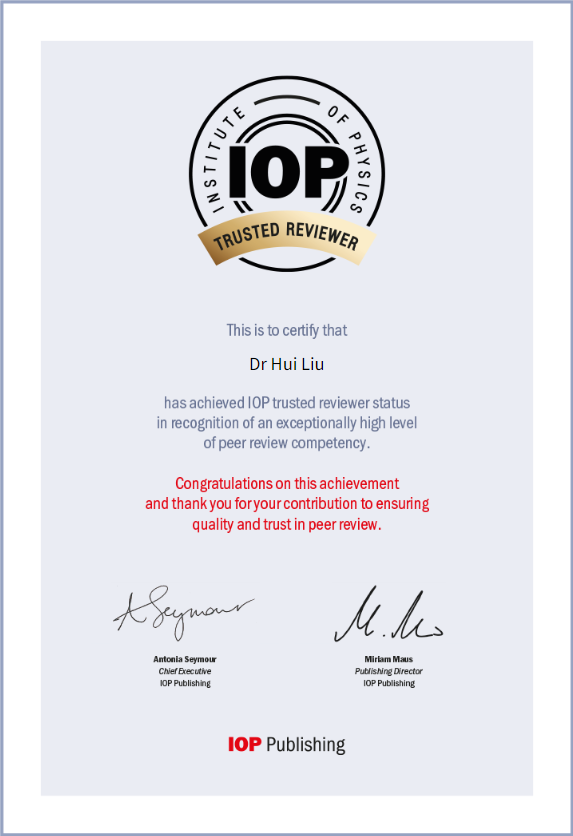 INSTITUTE OF PHYSICS
IOP
TRUSTED REVIEWER
This is to certify that
Dr Hui Liu
has achieved IOP trusted reviewer status
in recognition of an exceptionally high level
of peer review competency.
Congratulations on this achievement
and thank you for your contribution to ensuring
quality and trust in peer review.
A Seymour
M. Maus
Antonia Seymour
Chief Executive
IOP Publishing
Miriam Maus
Publishing Director
IOP Publishing
IOP Publishing